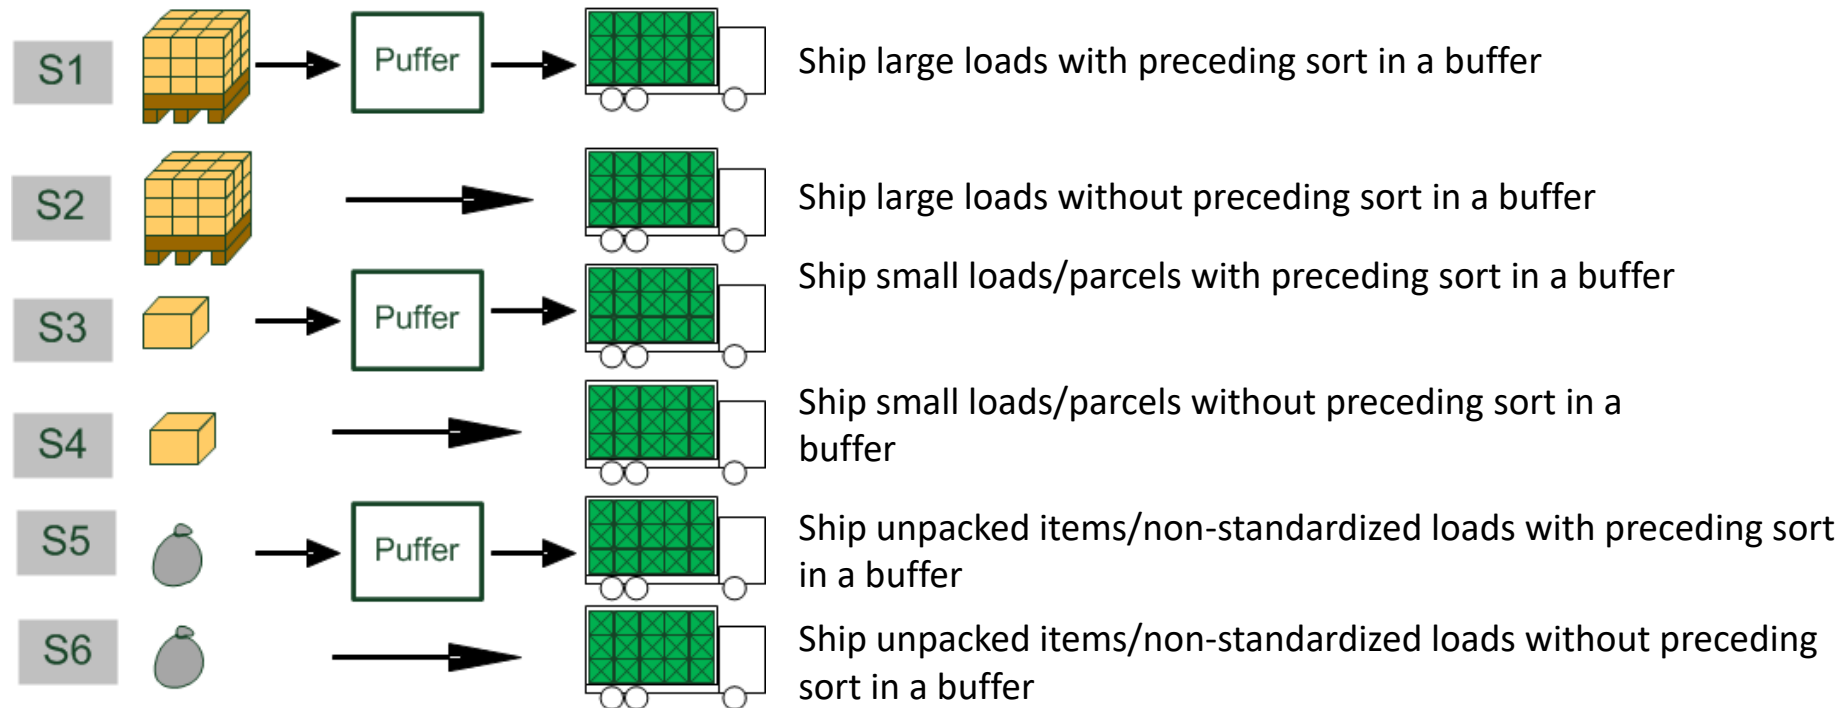 S1
Puffer
Ship large loads with preceding sort in a buffer
S2
Ship large loads without preceding sort in a buffer
S3
Puffer
Ship small loads/parcels with preceding sort in a buffer
S4
Ship small loads/parcels without preceding sort in a
buffer
S5
Puffer
Ship unpacked items/non-standardized loads with preceding sort
in a buffer
S6
Ship unpacked items/non-standardized loads without preceding
sort in a buffer